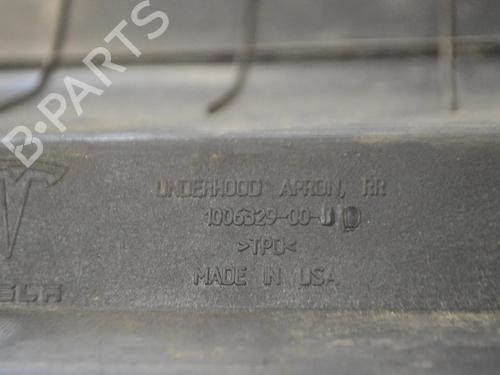 B-PARTS
UNDERHOOD APRON, RR
1006329-00-
>TPO<
MADE IN USA